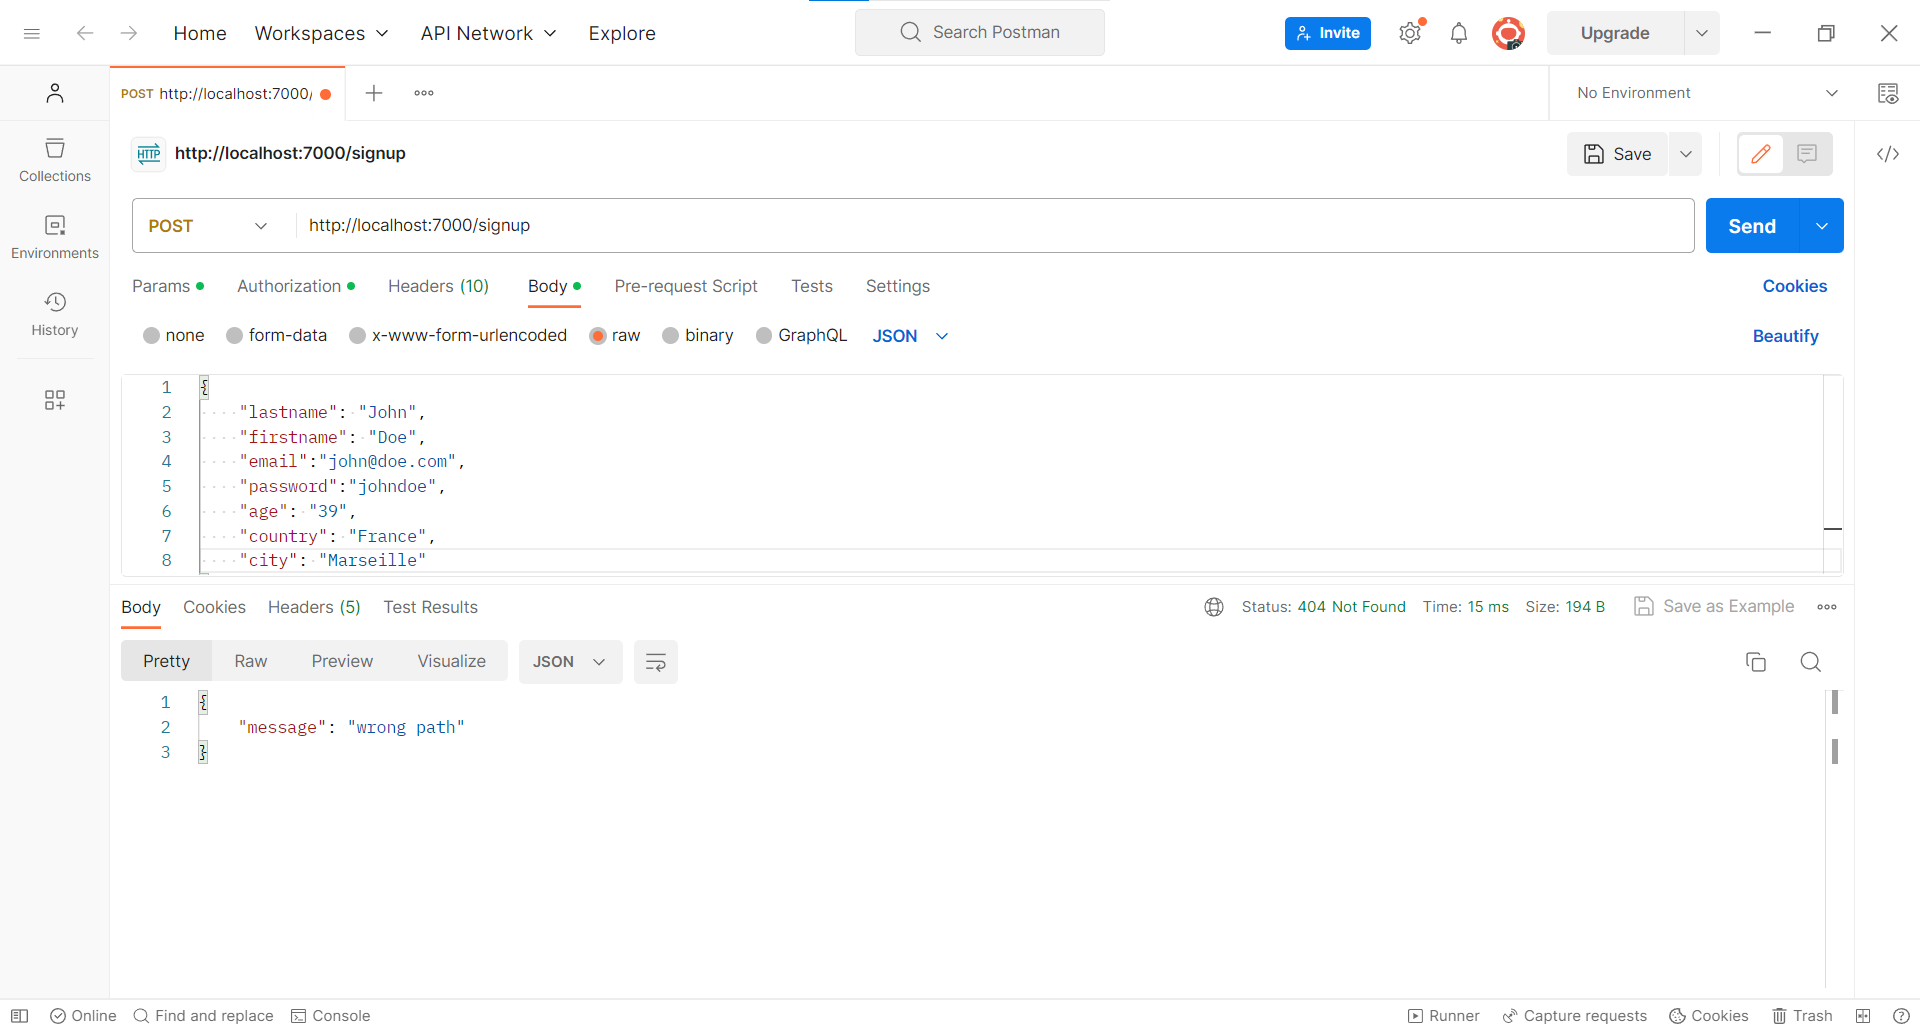 Home Workspaces API Network Explore Search Postman Invite Upgrade
POST http://localhost:7000/ No Environment
HTTP http://localhost:7000/signup Save
Collections
POST http://localhost:7000/signup Send
Environments
Params Authorization Headers (10) Body Pre-request Script Tests Settings Cookies
History
none form-data x-www-form-urlencoded raw binary GraphQL JSON Beautify
1 {
2 "lastname": "John",
3 "firstname": "Doe",
4 "email":"john@doe.com",
5 "password":"johndoe",
6 "age": "39",
7 "country": "France",
8 "city": "Marseille"
Body Cookies Headers (5) Test Results Status: 404 Not Found Time: 15 ms Size: 194 B Save as Example
Pretty Raw Preview Visualize JSON
1 {
2 "message": "wrong path"
3 }
Online Find and replace Console Runner Capture requests Cookies Trash